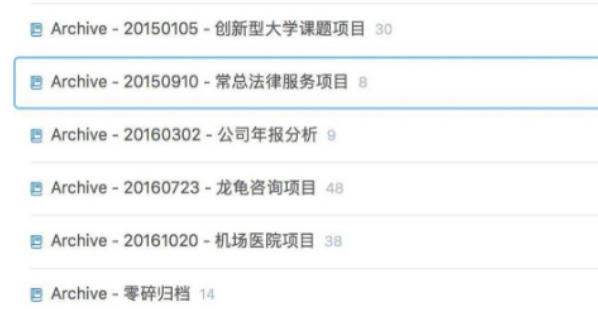 Archive - 20150105 - 创新型大学课题项目 30
Archive - 20150910 - 常总法律服务项目 8
Archive - 20160302 - 公司年报分析 9
Archive - 20160723 - 龙龟咨询项目 48
Archive - 20161020 - 机场医院项目 38
Archive - 零碎归档 14